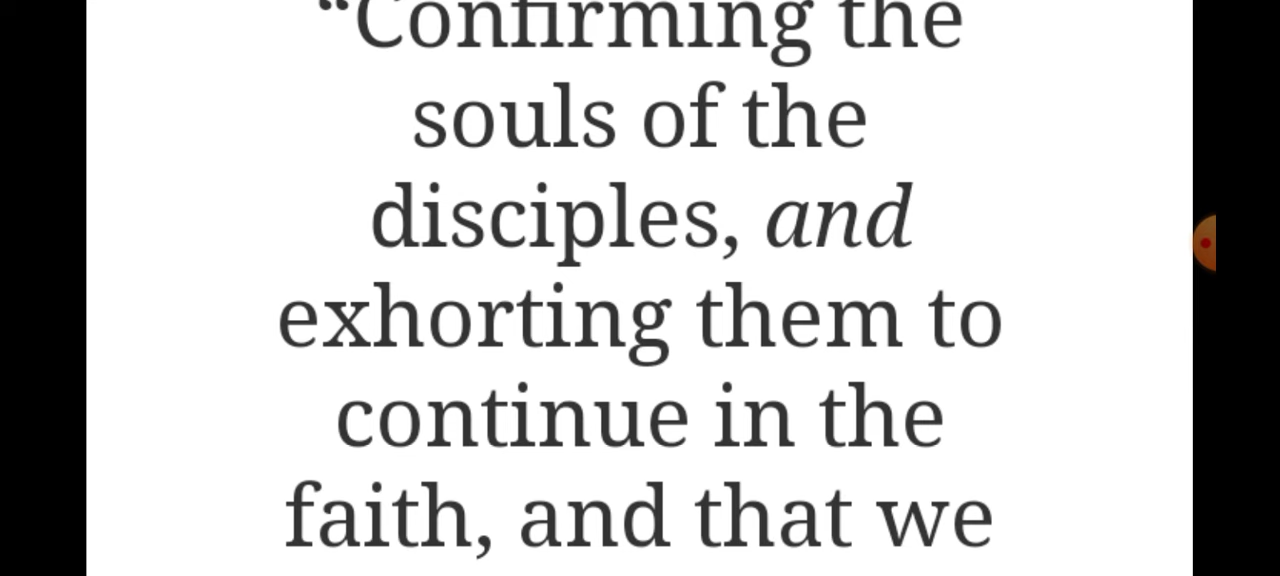 “Confirming the
souls of the
disciples, and
exhorting them to
continue in the
faith, and that we